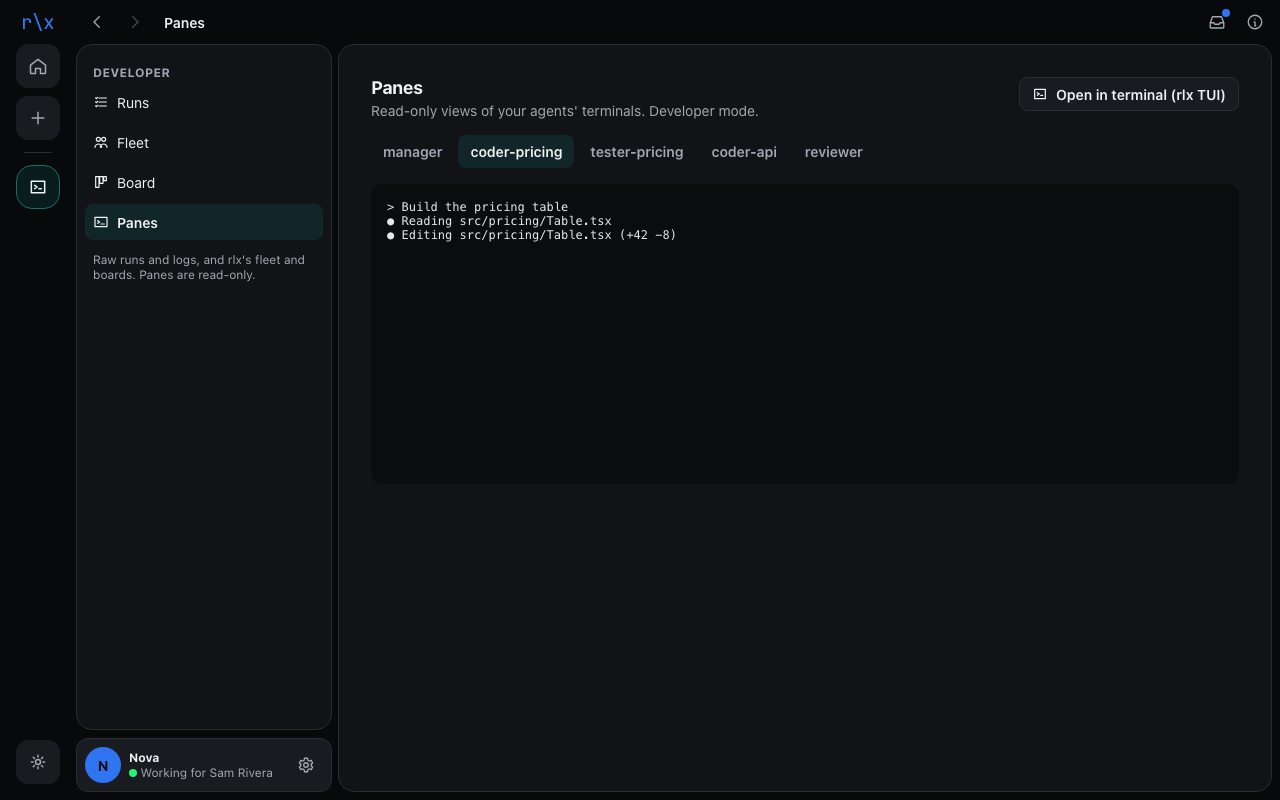 r\x
Panes
DEVELOPER
Runs
Fleet
Board
Panes
Raw runs and logs, and rlx's fleet and
boards. Panes are read-only.
N
Nova
Working for Sam Rivera
Panes
Read-only views of your agents' terminals. Developer mode.
Open in terminal (rlx TUI)
manager coder-pricing tester-pricing coder-api reviewer
> Build the pricing table
● Reading src/pricing/Table.tsx
● Editing src/pricing/Table.tsx (+42 −8)